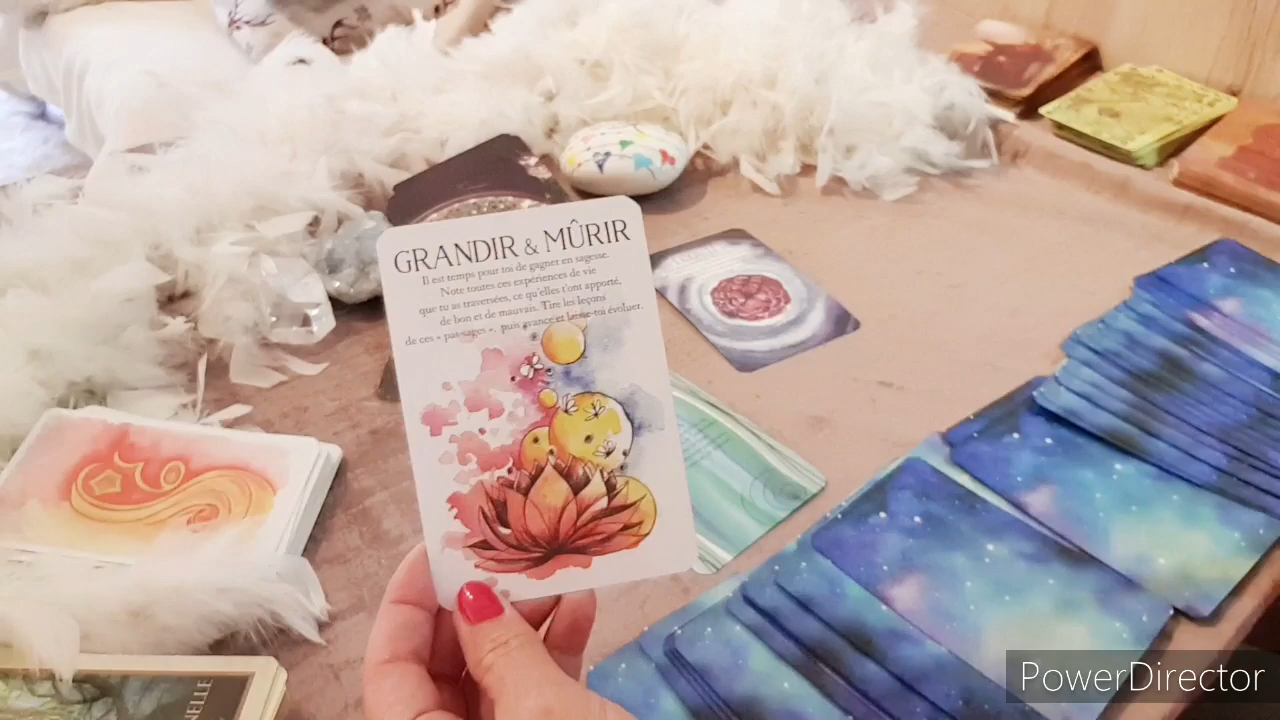 GRANDIR & MÛRIR
Il est temps pour toi de gagner en sagesse.
Note toutes ces expériences de vie
que tu as traversées, ce qu'elles t'ont apporté,
de bon et de mauvais. Tire les leçons
de ces « passages », puis avance et laisse-toi évoluer.
NELLE
PowerDirector